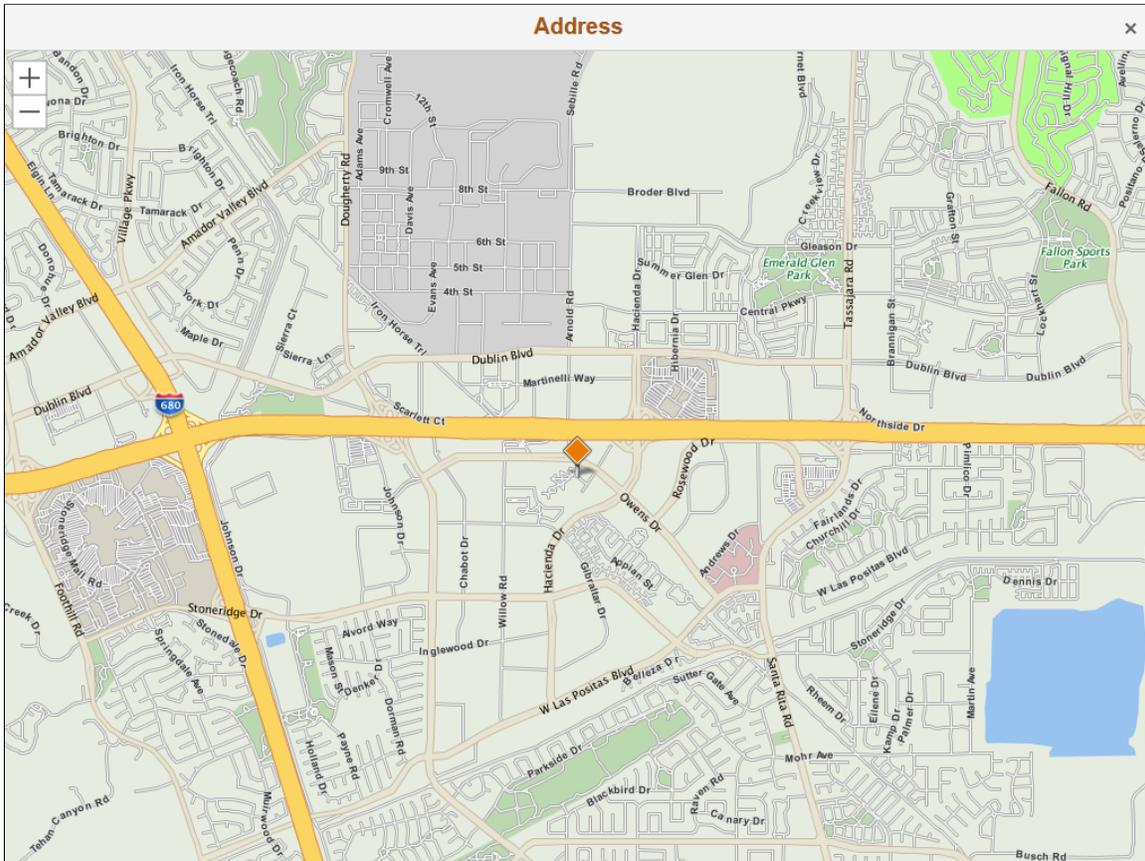 Address
×
+
−
Iron Horse Trl
Cromwell Ave
12th St
Sebille Rd
Brighton Dr
Brighton Dr
Adams Ave
9th St
8th St
Broder Blvd
Creekview Dr
Fallon Rd
Elgin Ln
Tamarack Dr
Tamarack Dr
Village Pkwy
Amador Valley Blvd
Dougherty Rd
Davis Ave
Grafton St
6th St
Gleason Dr
Emerald Glen
Park
Fallon Sports
Park
Donohue Dr
Penn Dr
5th St
Summer Glen Dr
Tassajara Rd
Evans Ave
4th St
Hacienda Dr
Central Pkwy
Lockhart St
York Dr
Amador Valley Blvd
Iron Horse Trl
Arnold Rd
Hibernia Dr
Brannigan St
Maple Dr
Sierra Ct
Sierra Ln
Dublin Blvd
Dublin Blvd
Dublin Blvd
Dublin Blvd
Martinelli Way
680
Scarlett Ct
Northside Dr
Rosewood Dr
Pimlico Dr
Stoneridge Mall Rd
Johnson Dr
Johnson Dr
Owens Dr
Fairlands Dr
Churchill Dr
Chabot Dr
Willow Rd
Hacienda Dr
Gibraltar Dr
Appian St
Andrews Dr
W Las Positas Blvd
Dennis Dr
Foothill Rd
Creek Dr
Stoneridge Dr
Stonedale Dr
Springdale Ave
Alvord Way
Mason St
Denker Dr
Inglewood Dr
Stoneridge Dr
W Las Positas Blvd
Belleza Dr
Sutter Gate Ave
Santa Rita Rd
Rheem Dr
Eilene Dr
Kamp Dr
Palmer Dr
Martin Ave
Dorman Rd
Payne Rd
Holland Dr
Parkside Dr
Mohr Ave
Blackbird Dr
Raven Rd
Canary Dr
Muirwood Dr
Tehan Canyon Rd
Busch Rd